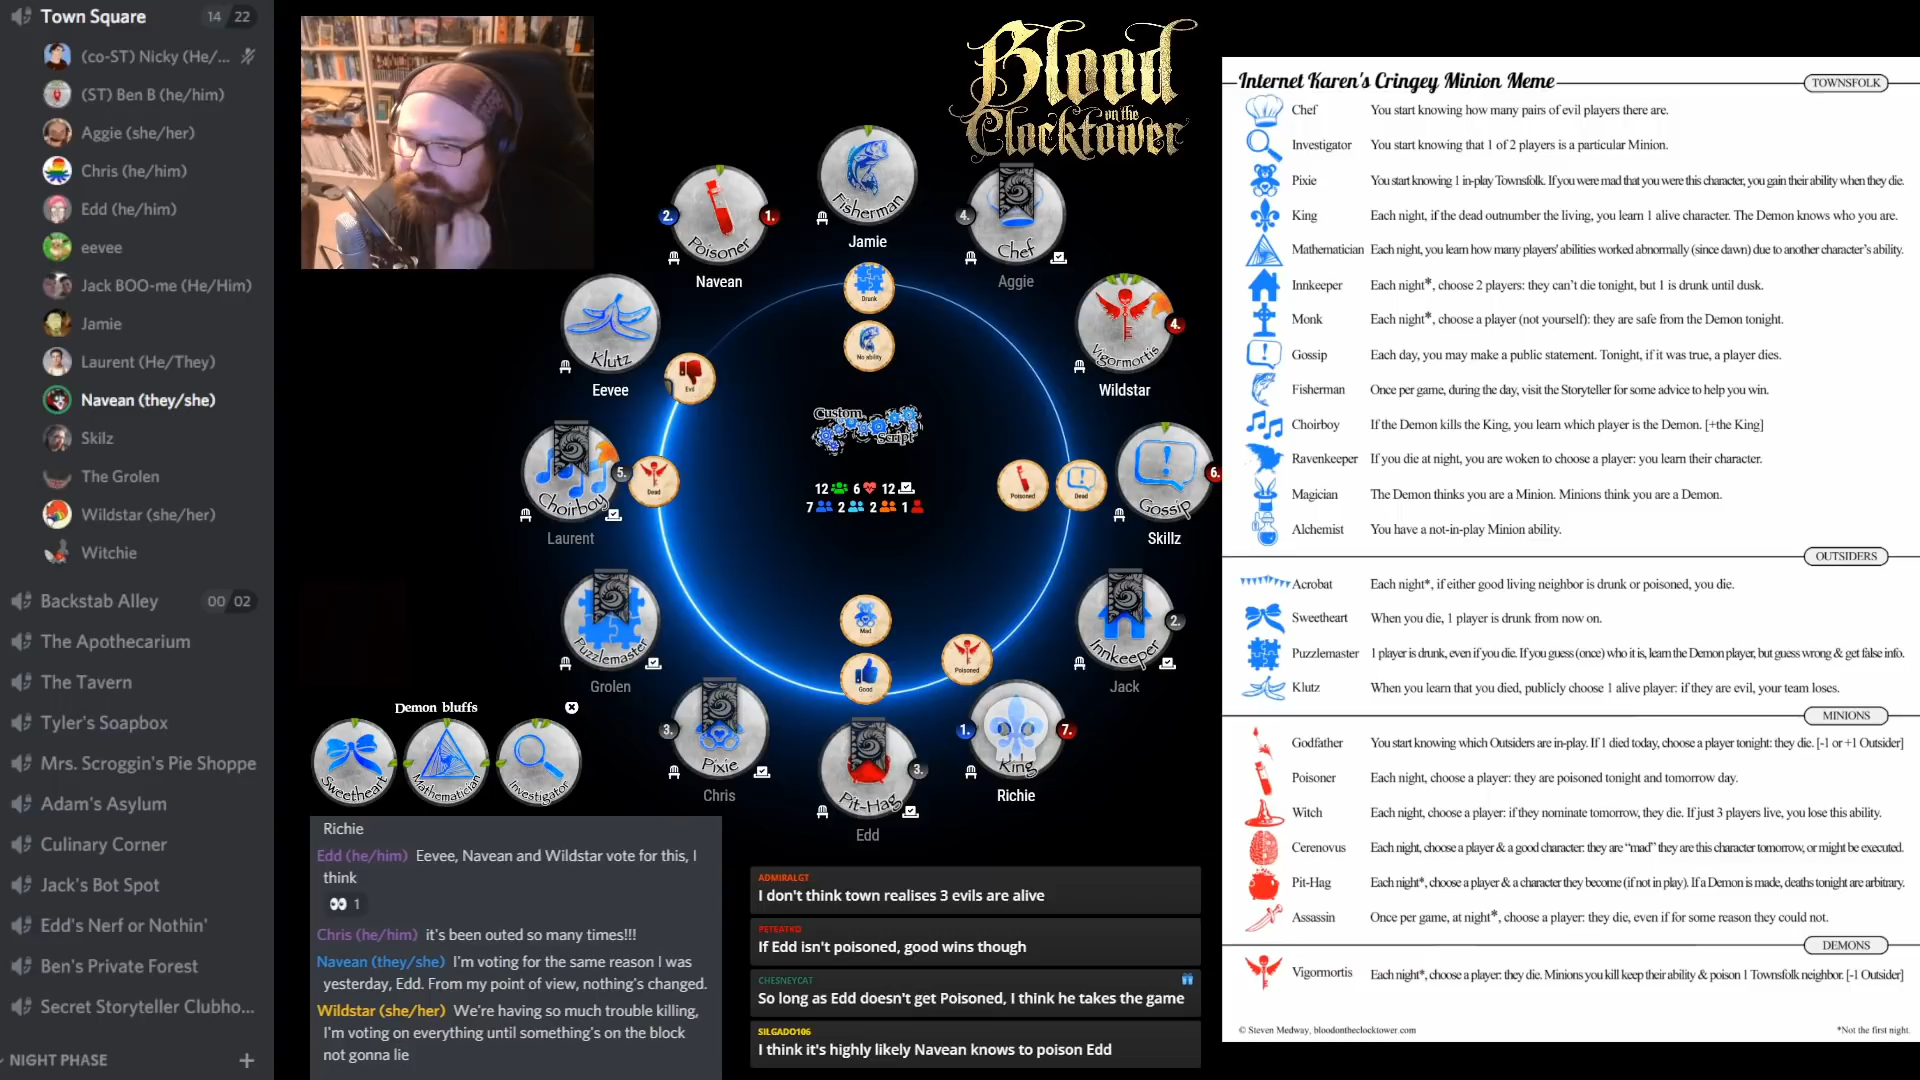 Town Square 14 22
(co-ST) Nicky (He/...
(ST) Ben B (he/him)
Aggie (she/her)
Chris (he/him)
Edd (he/him)
eevee
Jack BOO-me (He/Him)
Jamie
Laurent (He/They)
Navean (they/she)
Skilz
The Grolen
Wildstar (she/her)
Witchie
Backstab Alley 00 02
The Apothecarium
The Tavern
Tyler's Soapbox
Mrs. Scroggin's Pie Shoppe
Adam's Asylum
Culinary Corner
Jack's Bot Spot
Edd's Nerf or Nothin'
Ben's Private Forest
Secret Storyteller Clubho...
NIGHT PHASE
Blood
on the
Clocktower
Fisherman
Jamie
4.
Chef
Aggie
Vigormortis
4.
Wildstar
Gossip
6.
Skillz
Innkeeper
2.
Jack
1.
King
7.
Richie
Pit-Hag
3.
Edd
3.
Pixie
Chris
Puzzlemaster
Grolen
Choirboy
5.
Laurent
Klutz
Eevee
2.
Poisoner
1.
Navean
Drunk
No ability
Evil
Dead
Poisoned
Dead
Mad
Good
Poisoned
Custom
Script
12 6 12
7 2 2 1
Demon bluffs
Sweetheart
Mathematician
Investigator
Richie
Edd (he/him) Eevee, Navean and Wildstar vote for this, I
think
1
Chris (he/him) it's been outed so many times!!!
Navean (they/she) I'm voting for the same reason I was
yesterday, Edd. From my point of view, nothing's changed.
Wildstar (she/her) We're having so much trouble killing,
I'm voting on everything until something's on the block
not gonna lie
ADMIRALGT
I don't think town realises 3 evils are alive
PETEATKO
If Edd isn't poisoned, good wins though
CHESNEYCAT
So long as Edd doesn't get Poisoned, I think he takes the game
SILGADO106
I think it's highly likely Navean knows to poison Edd
Internet Karen's Cringey Minion Meme
TOWNSFOLK
Chef You start knowing how many pairs of evil players there are.
Investigator You start knowing that 1 of 2 players is a particular Minion.
Pixie You start knowing 1 in-play Townsfolk. If you were mad that you were this character, you gain their ability when they die.
King Each night, if the dead outnumber the living, you learn 1 alive character. The Demon knows who you are.
Mathematician Each night, you learn how many players' abilities worked abnormally (since dawn) due to another character's ability.
Innkeeper Each night*, choose 2 players: they can't die tonight, but 1 is drunk until dusk.
Monk Each night*, choose a player (not yourself): they are safe from the Demon tonight.
Gossip Each day, you may make a public statement. Tonight, if it was true, a player dies.
Fisherman Once per game, during the day, visit the Storyteller for some advice to help you win.
Choirboy If the Demon kills the King, you learn which player is the Demon. [+the King]
Ravenkeeper If you die at night, you are woken to choose a player: you learn their character.
Magician The Demon thinks you are a Minion. Minions think you are a Demon.
Alchemist You have a not-in-play Minion ability.
OUTSIDERS
Acrobat Each night*, if either good living neighbor is drunk or poisoned, you die.
Sweetheart When you die, 1 player is drunk from now on.
Puzzlemaster 1 player is drunk, even if you die. If you guess (once) who it is, learn the Demon player, but guess wrong & get false info.
Klutz When you learn that you died, publicly choose 1 alive player: if they are evil, your team loses.
MINIONS
Godfather You start knowing which Outsiders are in-play. If 1 died today, choose a player tonight: they die. [-1 or +1 Outsider]
Poisoner Each night, choose a player: they are poisoned tonight and tomorrow day.
Witch Each night, choose a player: if they nominate tomorrow, they die. If just 3 players live, you lose this ability.
Cerenovus Each night, choose a player & a good character: they are “mad” they are this character tomorrow, or might be executed.
Pit-Hag Each night*, choose a player & a character they become (if not in play). If a Demon is made, deaths tonight are arbitrary.
Assassin Once per game, at night*, choose a player: they die, even if for some reason they could not.
DEMONS
Vigormortis Each night*, choose a player: they die. Minions you kill keep their ability & poison 1 Townsfolk neighbor. [-1 Outsider]
© Steven Medway, bloodontheclocktower.com *Not the first night.